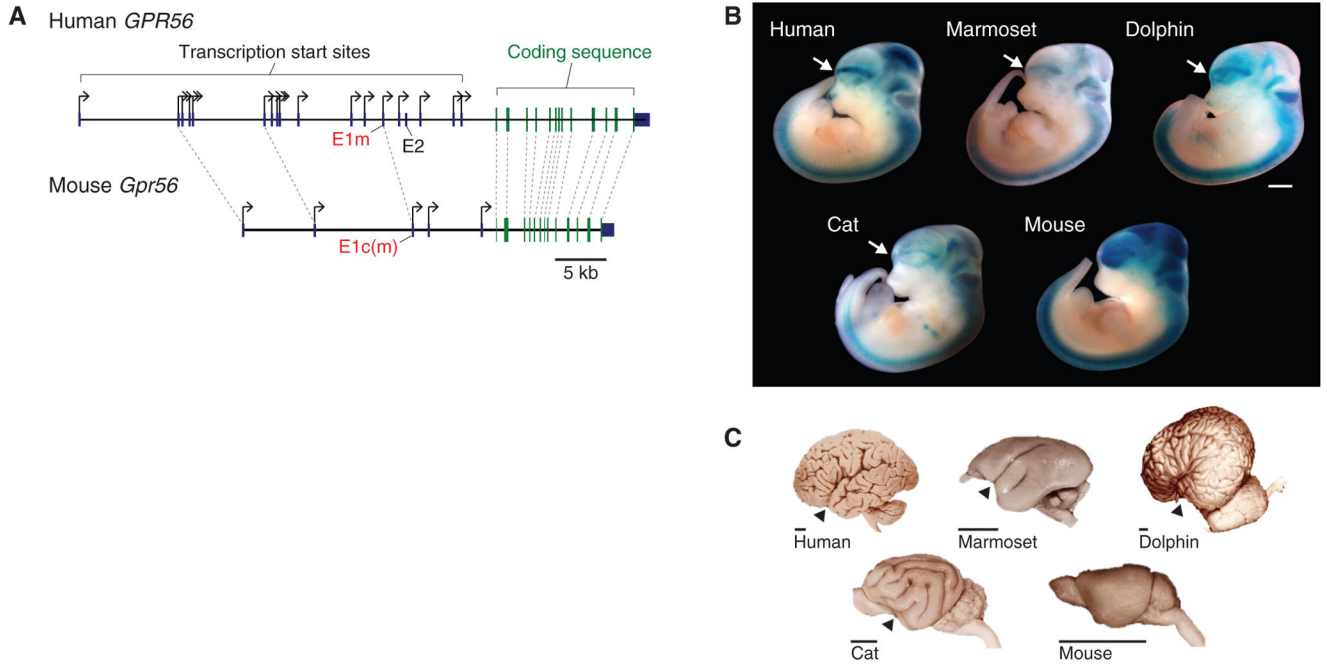 A
Human GPR56
Transcription start sites
Coding sequence
E1m
E2
Mouse Gpr56
E1c(m)
5 kb
B
Human
Marmoset
Dolphin
Cat
Mouse
C
Human
Marmoset
Dolphin
Cat
Mouse